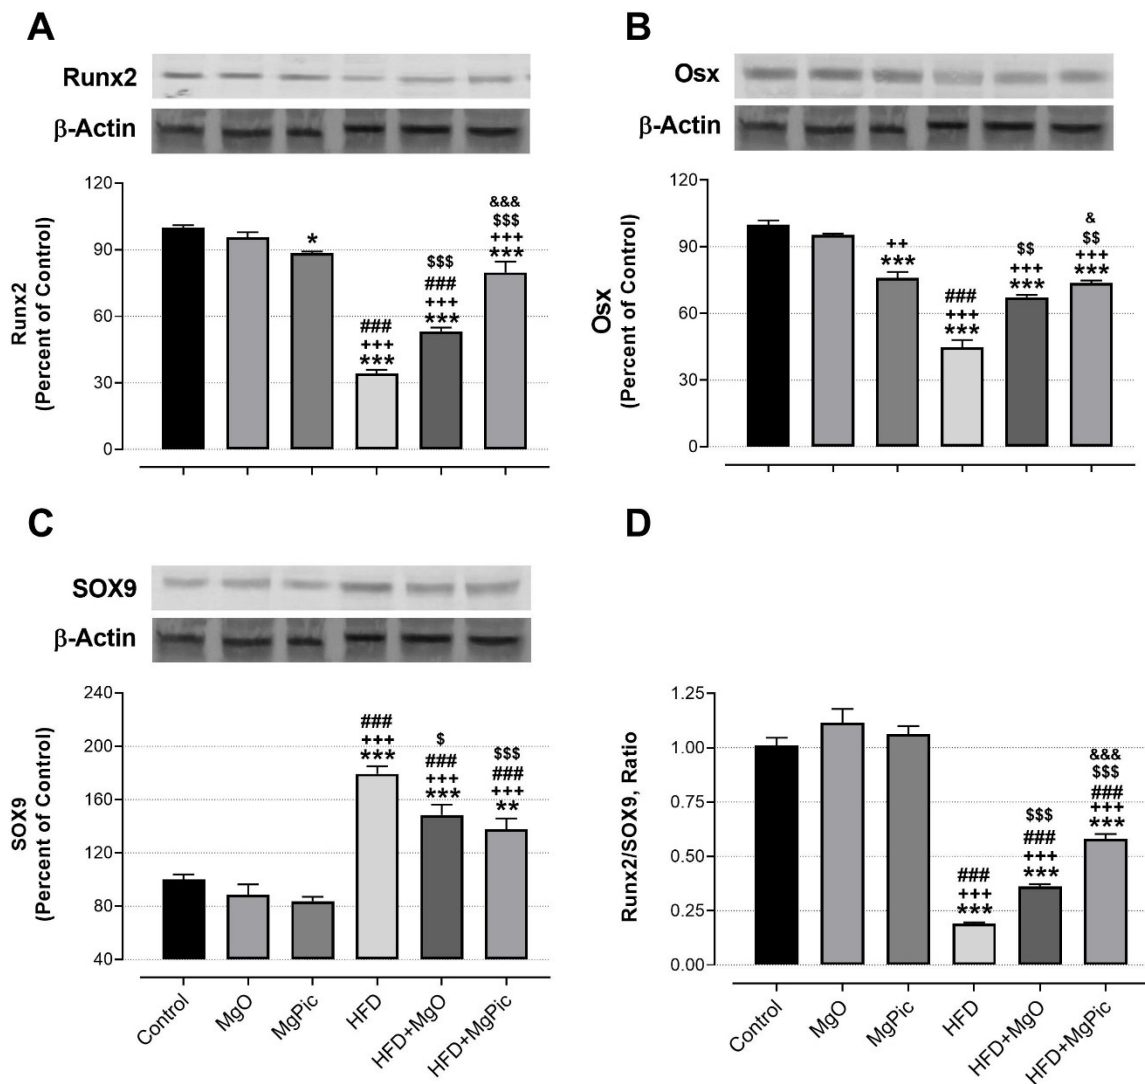 A
Runx2
β-Actin
Runx2
(Percent of Control)
120
90
60
30
0
*
###
+++
***
$$$
###
+++
***
&&&
$$$
+++
***
B
Osx
β-Actin
Osx
(Percent of Control)
120
90
60
30
0
++
***
###
+++
***
$$
+++
***
&
$$
+++
***
C
SOX9
β-Actin
SOX9
(Percent of Control)
240
200
160
120
80
40
###
+++
***
$
###
+++
***
$$$
###
+++
**
Control
MgO
MgPic
HFD
HFD+MgO
HFD+MgPic
D
Runx2/SOX9, Ratio
1.25
1.00
0.75
0.50
0.25
0.00
###
+++
***
$$$
###
+++
***
&&&
$$$
###
+++
***
Control
MgO
MgPic
HFD
HFD+MgO
HFD+MgPic